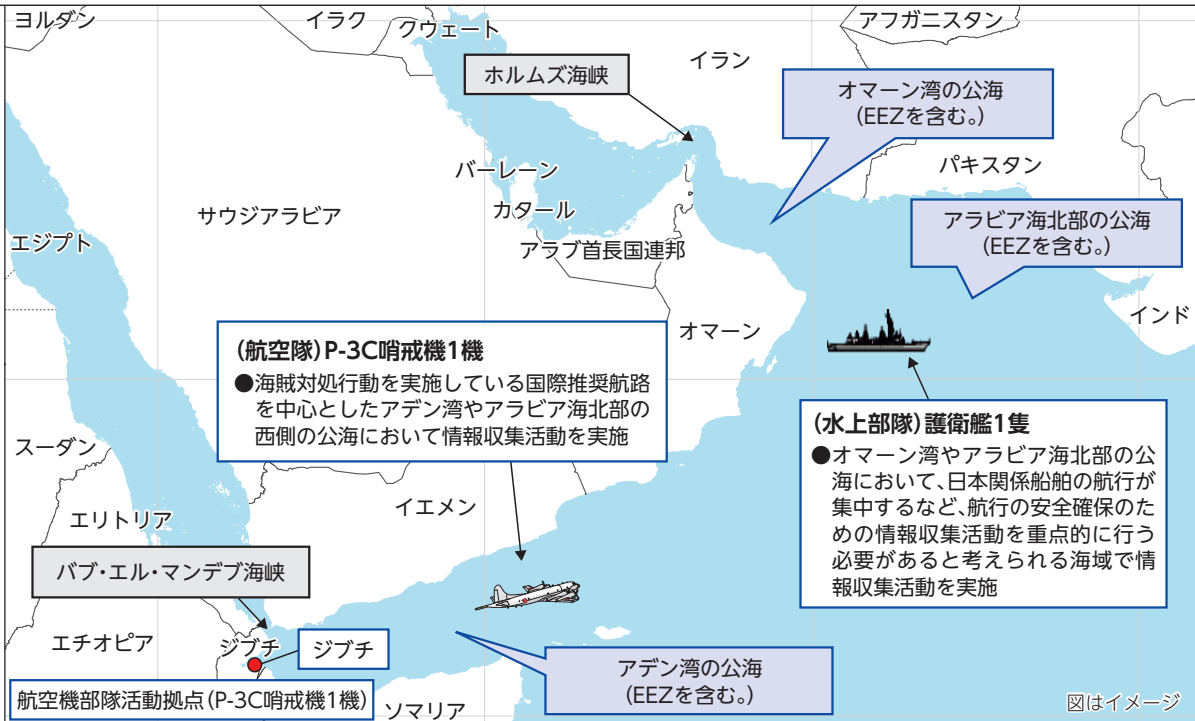 ヨルダン
イラク
クウェート
アフガニスタン
イラン
ホルムズ海峡
オマーン湾の公海
(EEZを含む。)
パキスタン
バーレーン
カタール
サウジアラビア
アラブ首長国連邦
アラビア海北部の公海
(EEZを含む。)
エジプト
インド
オマーン
(航空隊)P-3C哨戒機1機
●海賊対処行動を実施している国際推奨航路
を中心としたアデン湾やアラビア海北部の
西側の公海において情報収集活動を実施
(水上部隊)護衛艦1隻
●オマーン湾やアラビア海北部の公
海において、日本関係船舶の航行が
集中するなど、航行の安全確保のた
めの情報収集活動を重点的に行う
必要があると考えられる海域で情
報収集活動を実施
スーダン
エリトリア
イエメン
バブ・エル・マンデブ海峡
エチオピア
ジブチ
ジブチ
アデン湾の公海
(EEZを含む。)
航空機部隊活動拠点(P-3C哨戒機1機)
ソマリア
図はイメージ